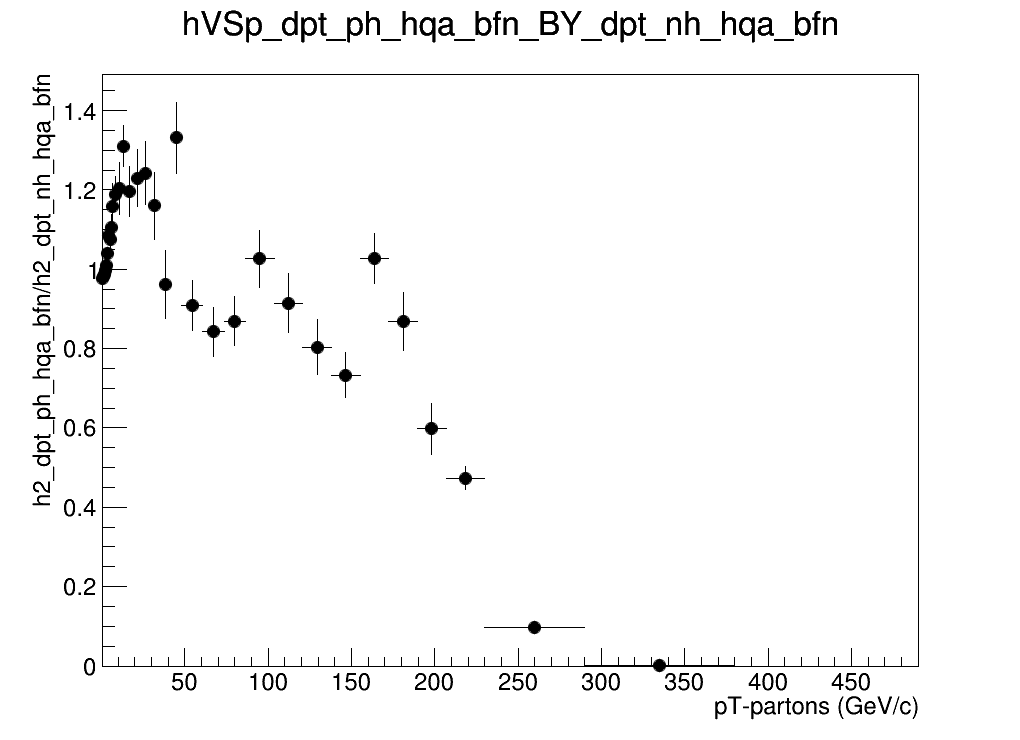 hVSp_dpt_ph_hqa_bfn_BY_dpt_nh_hqa_bfn
h2_dpt_ph_hqa_bfn/h2_dpt_nh_hqa_bfn
1.4
1.2
1
0.8
0.6
0.4
0.2
0
50 100 150 200 250 300 350 400 450
pT-partons (GeV/c)